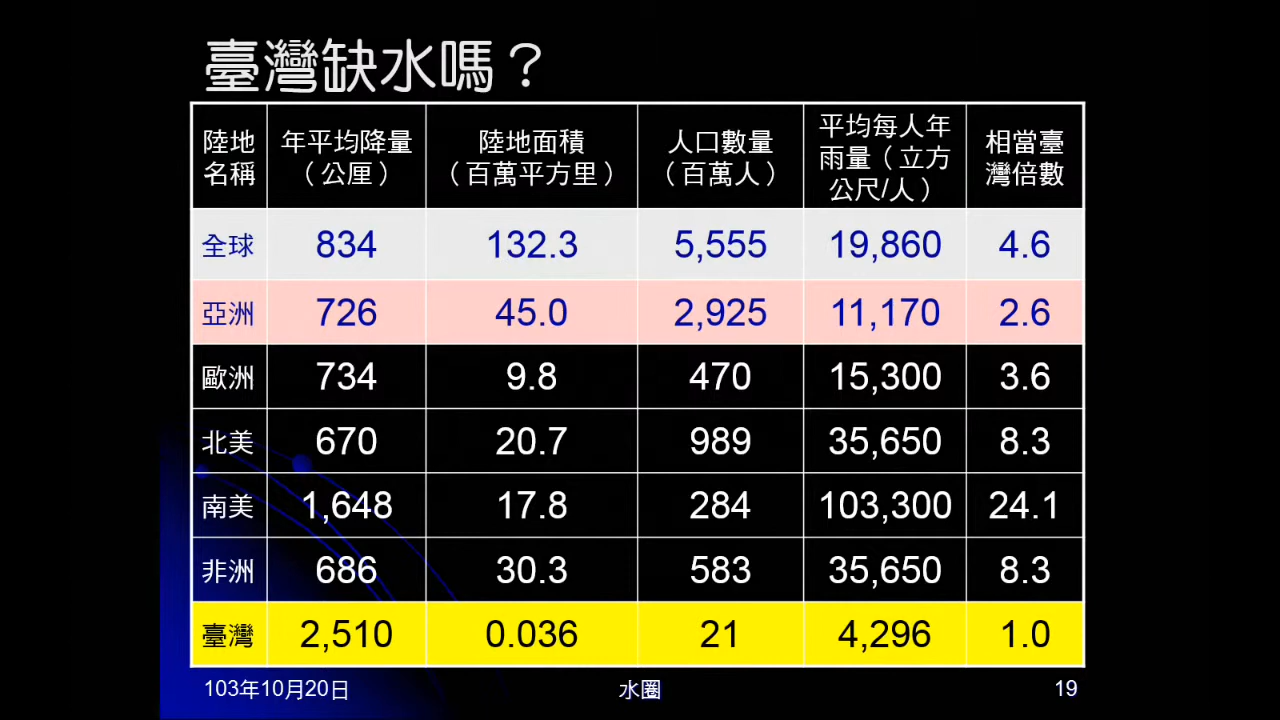 臺灣缺水嗎？
陸地名稱 年平均降量（公厘） 陸地面積（百萬平方里） 人口數量（百萬人） 平均每人年雨量（立方公尺/人） 相當臺灣倍數
全球 834 132.3 5,555 19,860 4.6
亞洲 726 45.0 2,925 11,170 2.6
歐洲 734 9.8 470 15,300 3.6
北美 670 20.7 989 35,650 8.3
南美 1,648 17.8 284 103,300 24.1
非洲 686 30.3 583 35,650 8.3
臺灣 2,510 0.036 21 4,296 1.0
103年10月20日 水圈 19